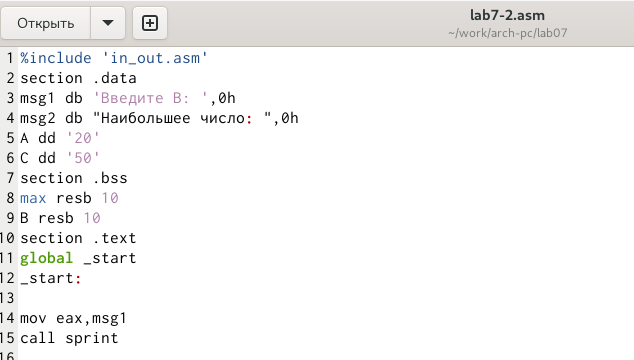 Открыть
lab7-2.asm
~/work/arch-pc/lab07
1 %include 'in_out.asm'
2 section .data
3 msg1 db 'Введите B: ',0h
4 msg2 db "Наибольшее число: ",0h
5 A dd '20'
6 C dd '50'
7 section .bss
8 max resb 10
9 B resb 10
10 section .text
11 global _start
12 _start:
13
14 mov eax,msg1
15 call sprint
16